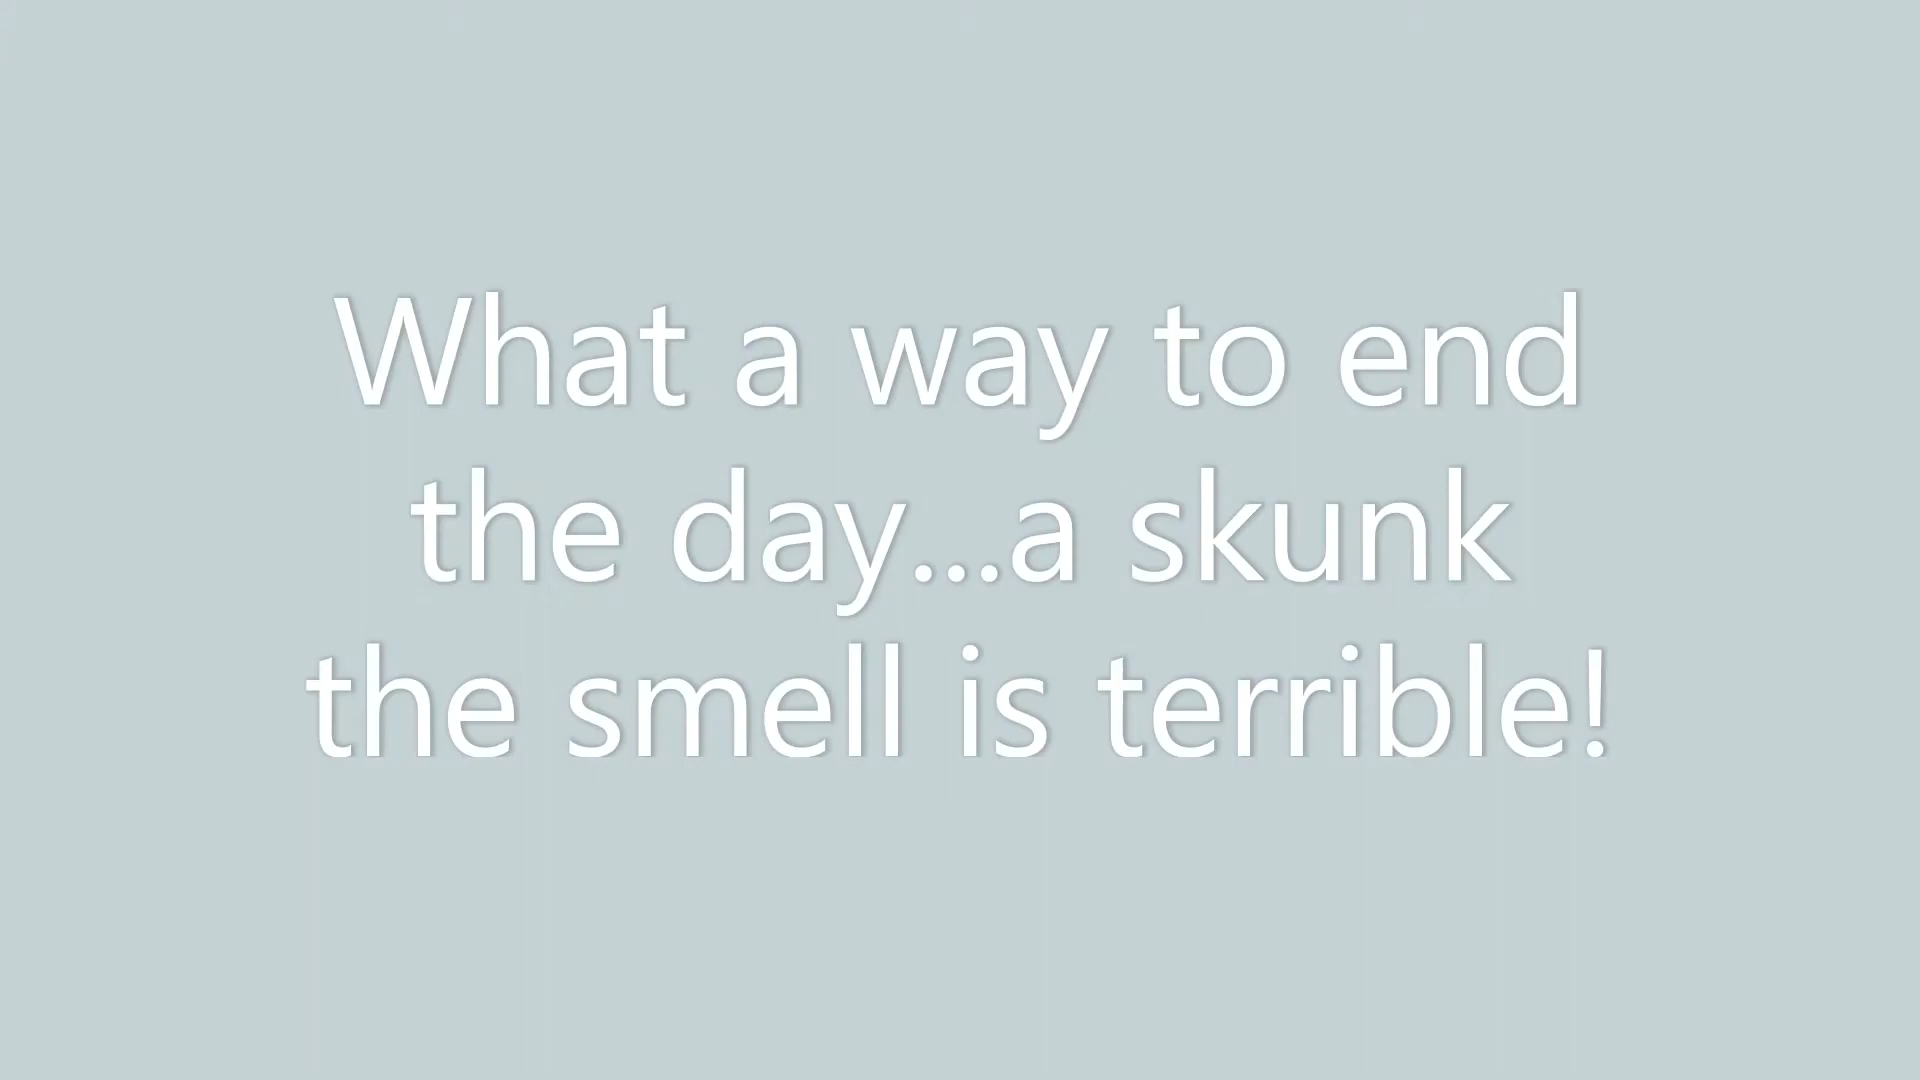 What a way to end
the day...a skunk
the smell is terrible!